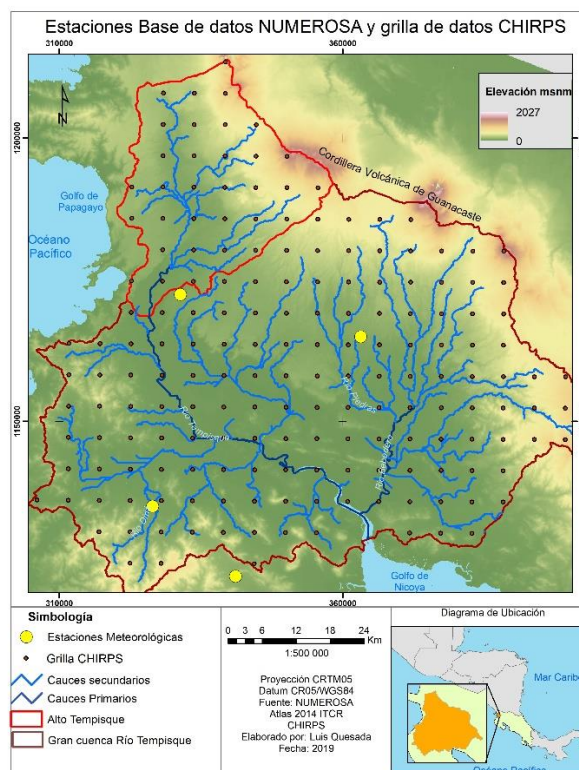 Estaciones Base de datos NUMEROSA y grilla de datos CHIRPS
310000
360000
Elevación msnm
2027
0
1200000
Cordillera Volcánica de Guanacaste
Golfo de
Papagayo
Océano
Pacífico
1150000
Río Tempisque
Golfo de
Nicoya
310000
360000
Simbología
Estaciones Meteorológicas
Grilla CHIRPS
Cauces secundarios
Cauces Primarios
Alto Tempisque
Gran cuenca Río Tempisque
0 3 6 12 18 24
Km
1:500 000
Proyección CRTM05
Datum CR05/WGS84
Fuente: NUMEROSA
Atlas 2014 ITCR
CHIRPS
Elaborado por: Luis Quesada
Fecha: 2019
Diagrama de Ubicación
Mar Caribe
Océano Pacífico